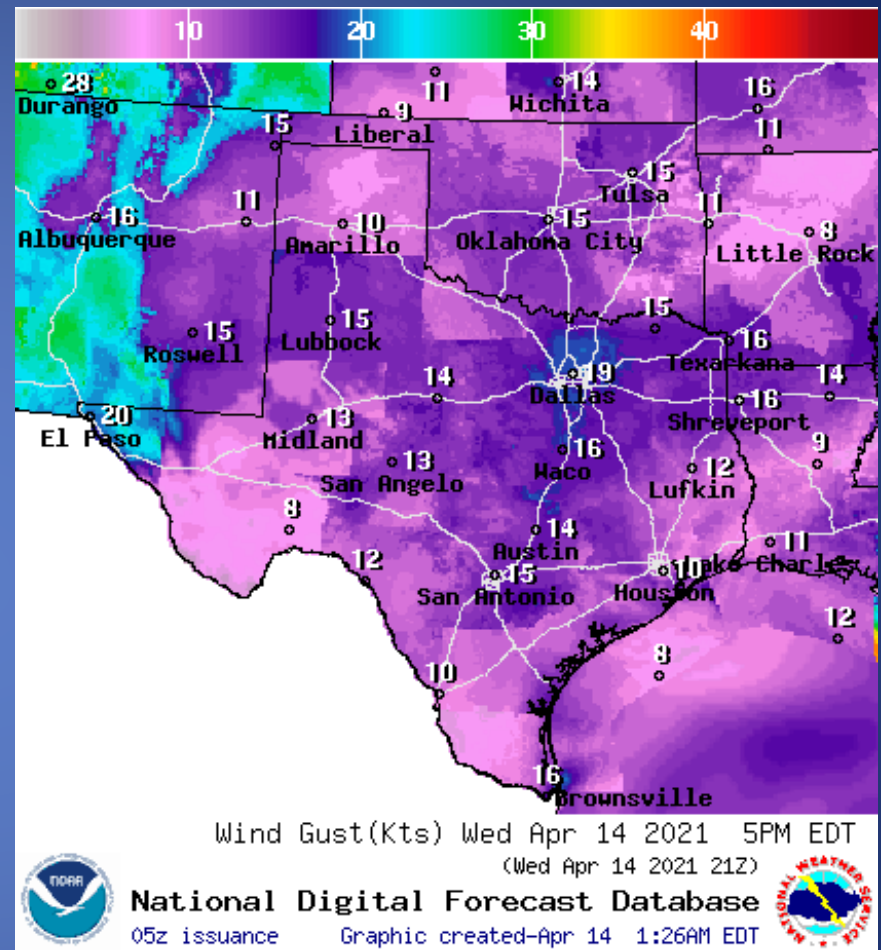 10 20 30 40
28
Durango
11
14
Wichita
16
9
Liberal
15
11
15
Tulsa
16
Albuquerque
11
10
Amarillo
15
Oklahoma City
11
8
Little Rock
15
Roswell
15
Lubbock
15
16
Texarkana
19
Dallas
14
16
Shreveport
14
20
El Paso
13
Midland
13
San Angelo
16
Waco
12
Lufkin
9
8
14
Austin
11
Lake Charles
12
15
San Antonio
10
Houston
12
10
8
16
Brownsville
Wind Gust(Kts) Wed Apr 14 2021 5PM EDT
(Wed Apr 14 2021 21Z)
NOAA
National Digital Forecast Database
05z issuance Graphic created-Apr 14 1:26AM EDT
NATIONAL WEATHER SERVICE